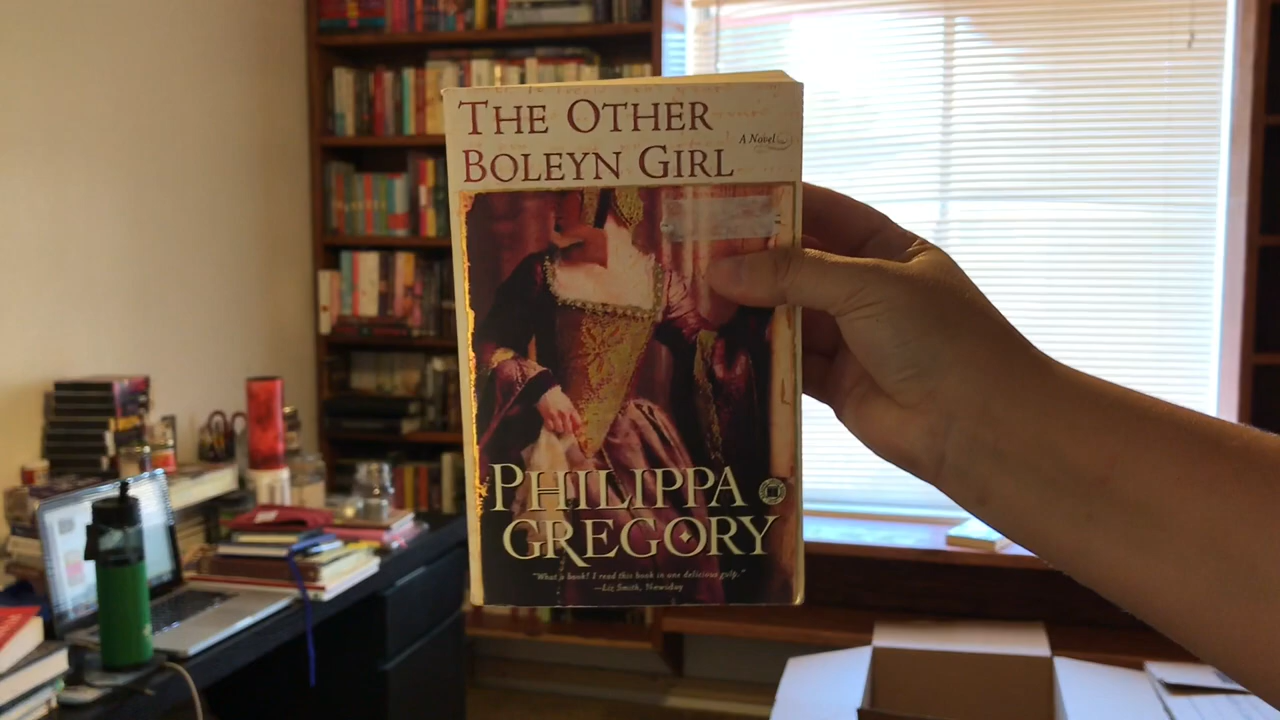 THE OTHER
BOLEYN GIRL
A Novel
PHILIPPA
GREGORY
"What a book! I read this book in one delicious gulp."
—Liz Smith, Newsday